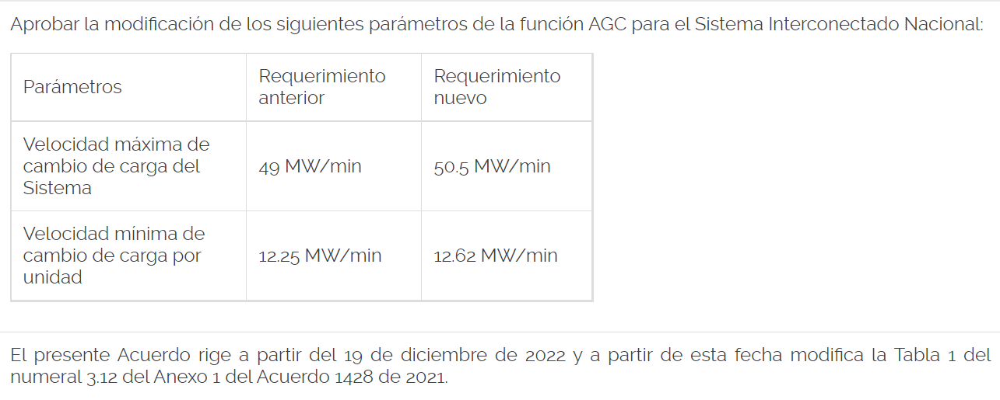 Aprobar la modificación de los siguientes parámetros de la función AGC para el Sistema Interconectado Nacional:
Parámetros
Requerimiento
anterior
Requerimiento
nuevo
Velocidad máxima de
cambio de carga del
Sistema
49 MW/min
50.5 MW/min
Velocidad mínima de
cambio de carga por
unidad
12.25 MW/min
12.62 MW/min
El presente Acuerdo rige a partir del 19 de diciembre de 2022 y a partir de esta fecha modifica la Tabla 1 del
numeral 3.12 del Anexo 1 del Acuerdo 1428 de 2021.